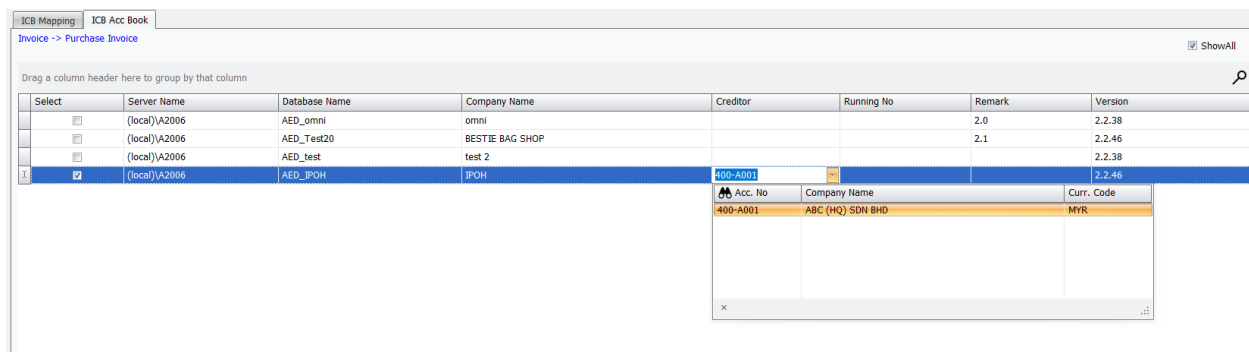 ICB Mapping ICB Acc Book
Invoice -> Purchase Invoice
ShowAll
Drag a column header here to group by that column
Select Server Name Database Name Company Name Creditor Running No Remark Version
(local)\A2006 AED_omni omni 2.0 2.2.38
(local)\A2006 AED_Test20 BESTIE BAG SHOP 2.1 2.2.46
(local)\A2006 AED_test test 2 2.2.38
(local)\A2006 AED_IPOH IPOH 400-A001 2.2.46
Acc. No Company Name Curr. Code
400-A001 ABC (HQ) SDN BHD MYR